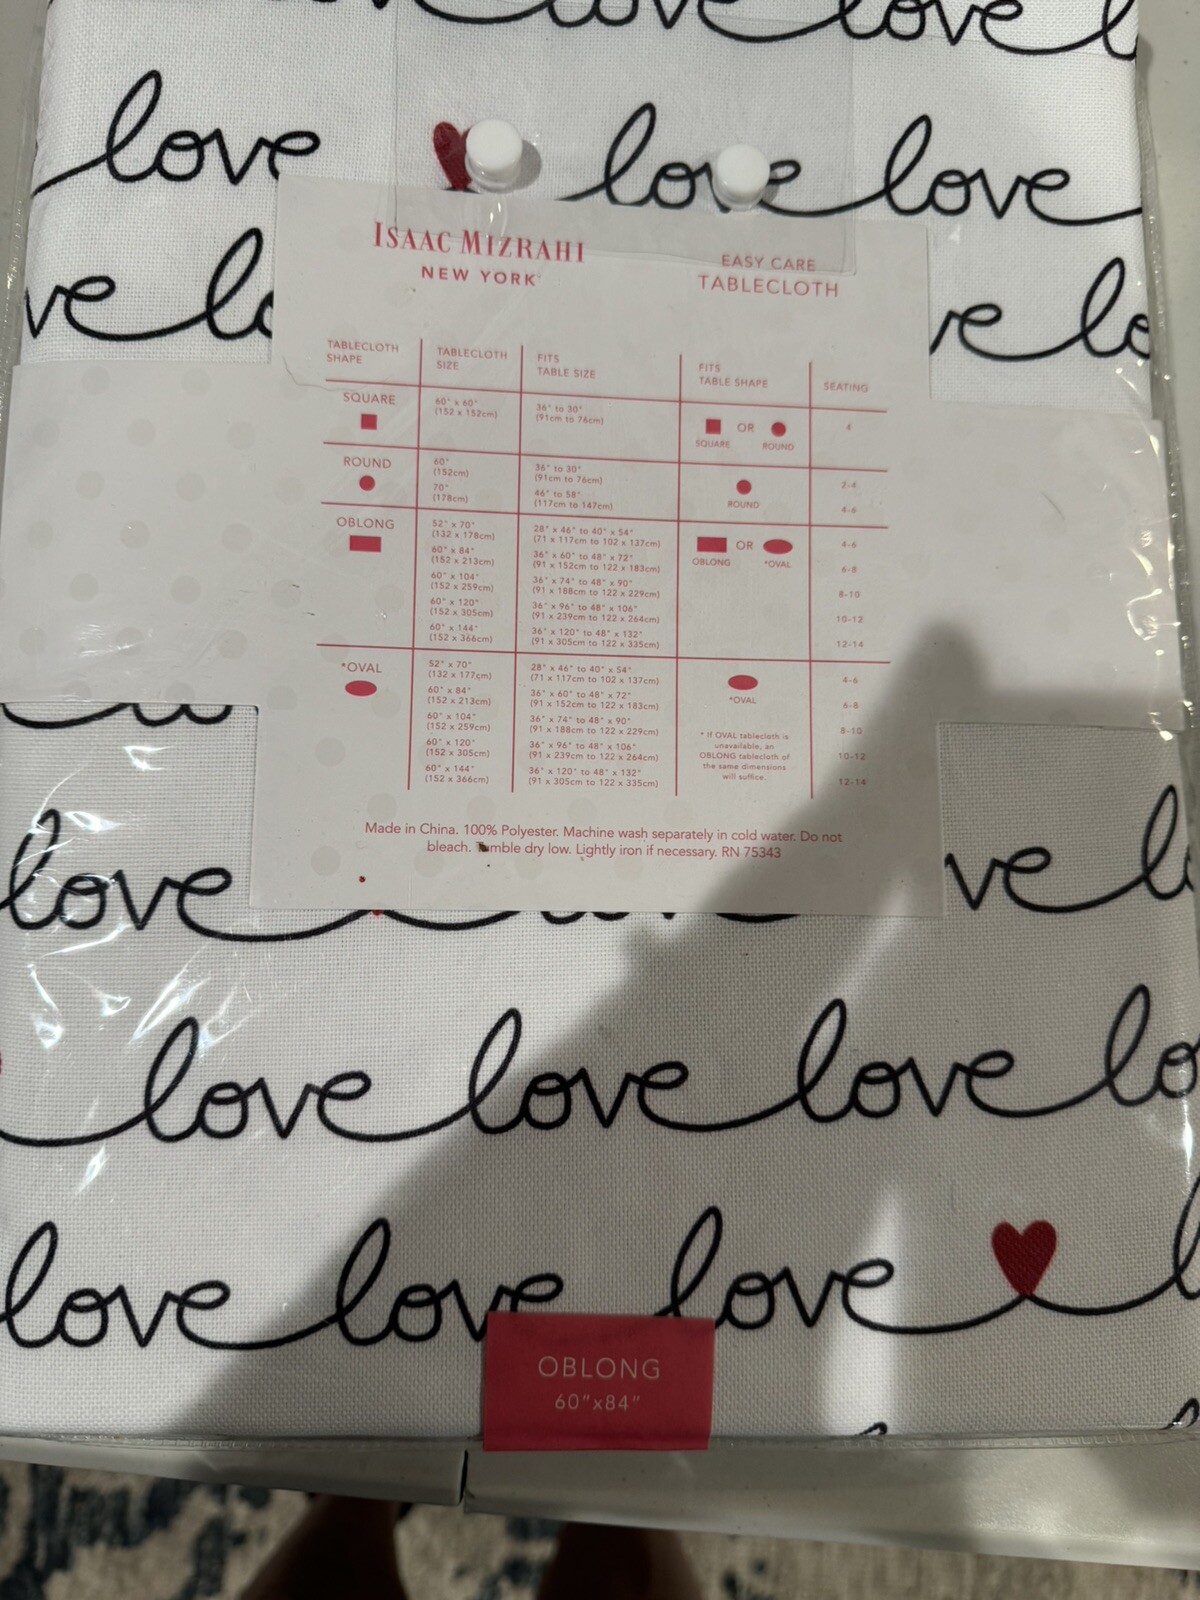 love love love
love love love
ve lo ve lo
ISAAC MIZRAHI
NEW YORK
EASY CARE
TABLECLOTH
TABLECLOTH SHAPE
TABLECLOTH SIZE
FITS TABLE SIZE
FITS TABLE SHAPE
SEATING
SQUARE
60" x 60"
(152 x 152cm)
36" to 30"
(91cm to 76cm)
OR
SQUARE ROUND
4
ROUND
60"
(152cm)
70"
(178cm)
36" to 30"
(91cm to 76cm)
46" to 58"
(117cm to 147cm)
ROUND
2-4
4-6
OBLONG
52" x 70"
(132 x 178cm)
60" x 84"
(152 x 213cm)
60" x 104"
(152 x 259cm)
60" x 120"
(152 x 305cm)
60" x 144"
(152 x 366cm)
28" x 46" to 40" x 54"
(71 x 117cm to 102 x 137cm)
36" x 60" to 48" x 72"
(91 x 152cm to 122 x 183cm)
36" x 74" to 48" x 90"
(91 x 188cm to 122 x 229cm)
36" x 96" to 48" x 106"
(91 x 239cm to 122 x 264cm)
36" x 120" to 48" x 132"
(91 x 305cm to 122 x 335cm)
OR
OBLONG *OVAL
4-6
6-8
8-10
10-12
12-14
*OVAL
52" x 70"
(132 x 177cm)
60" x 84"
(152 x 213cm)
60" x 104"
(152 x 259cm)
60" x 120"
(152 x 305cm)
60" x 144"
(152 x 366cm)
28" x 46" to 40" x 54"
(71 x 117cm to 102 x 137cm)
36" x 60" to 48" x 72"
(91 x 152cm to 122 x 183cm)
36" x 74" to 48" x 90"
(91 x 188cm to 122 x 229cm)
36" x 96" to 48" x 106"
(91 x 239cm to 122 x 264cm)
36" x 120" to 48" x 132"
(91 x 305cm to 122 x 335cm)
*OVAL
* If OVAL tablecloth is
unavailable, an
OBLONG tablecloth of
the same dimensions
will suffice.
4-6
6-8
8-10
10-12
12-14
Made in China. 100% Polyester. Machine wash separately in cold water. Do not
bleach. Tumble dry low. Lightly iron if necessary. RN 75343
love ve l
love love love lo
love love love l
OBLONG
60"x84"